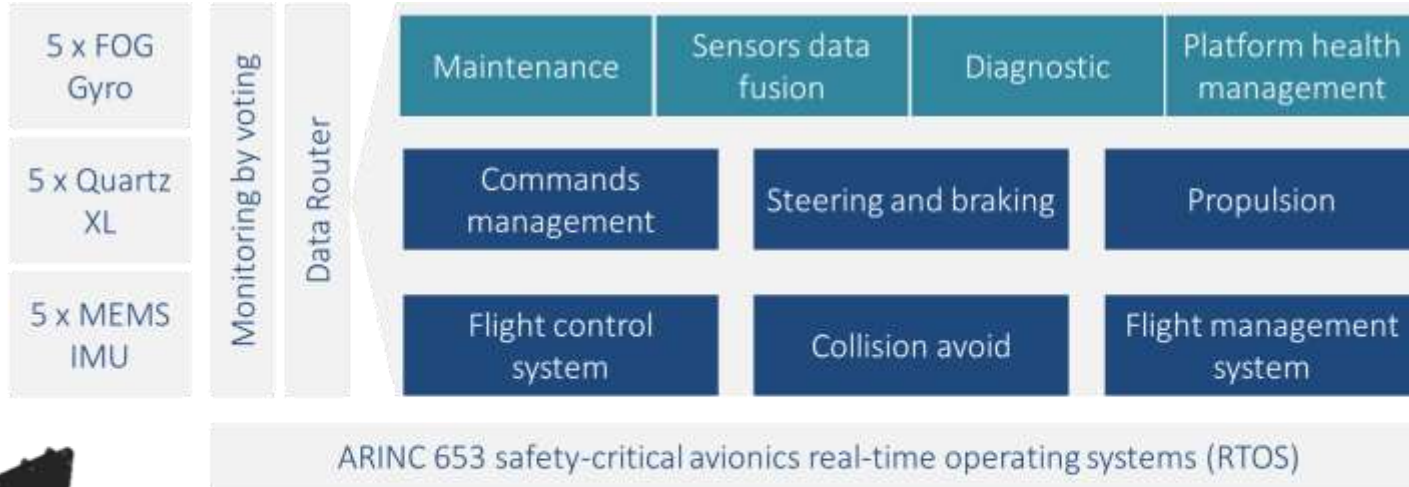 5 x FOG
Gyro
5 x Quartz
XL
5 x MEMS
IMU
Monitoring by voting
Data Router
Maintenance
Sensors data
fusion
Diagnostic
Platform health
management
Commands
management
Steering and braking
Propulsion
Flight control
system
Collision avoid
Flight management
system
ARINC 653 safety-critical avionics real-time operating systems (RTOS)